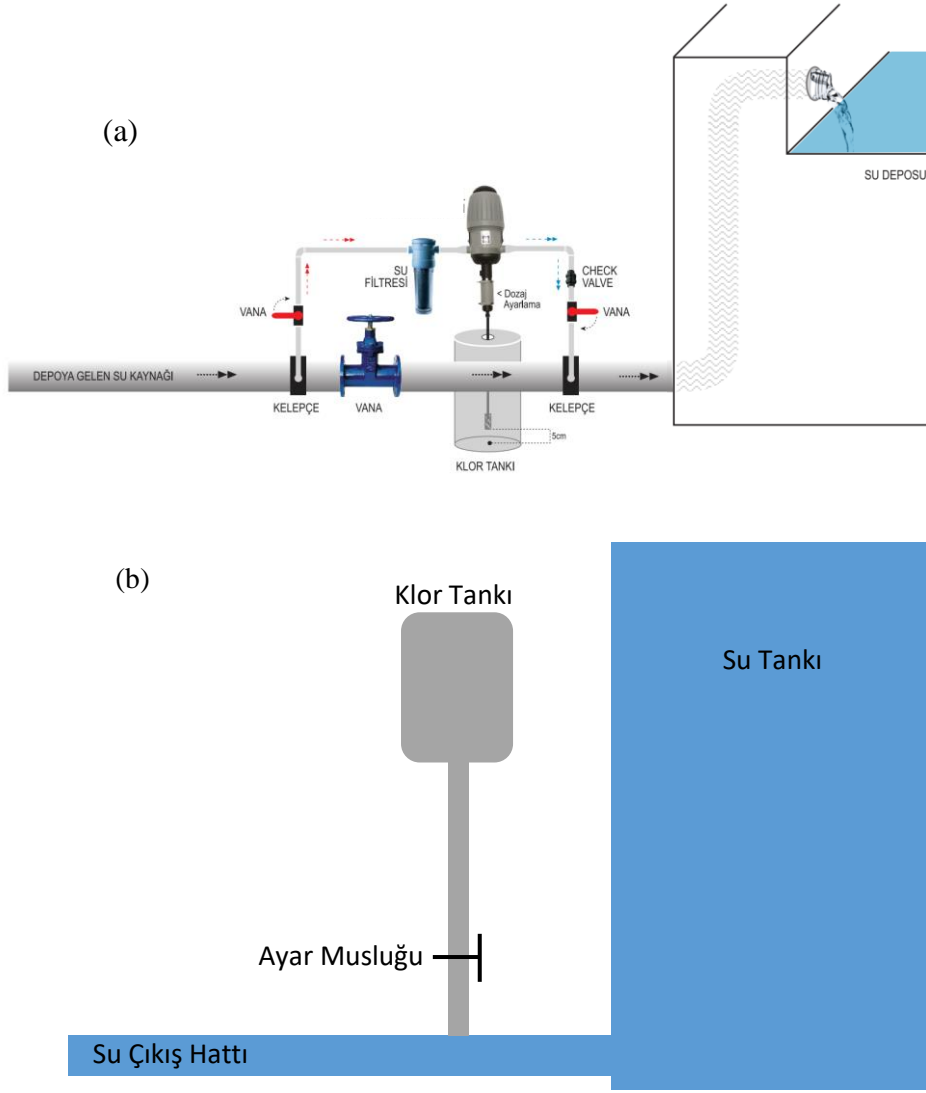 (a)
SU DEPOSU
SU
FİLTRESİ
< Dozaj
Ayarlama
CHECK
VALVE
VANA
VANA
DEPOYA GELEN SU KAYNAĞI
KELEPÇE
VANA
KELEPÇE
5cm
KLOR TANKI
(b)
Klor Tankı
Su Tankı
Ayar Musluğu
Su Çıkış Hattı